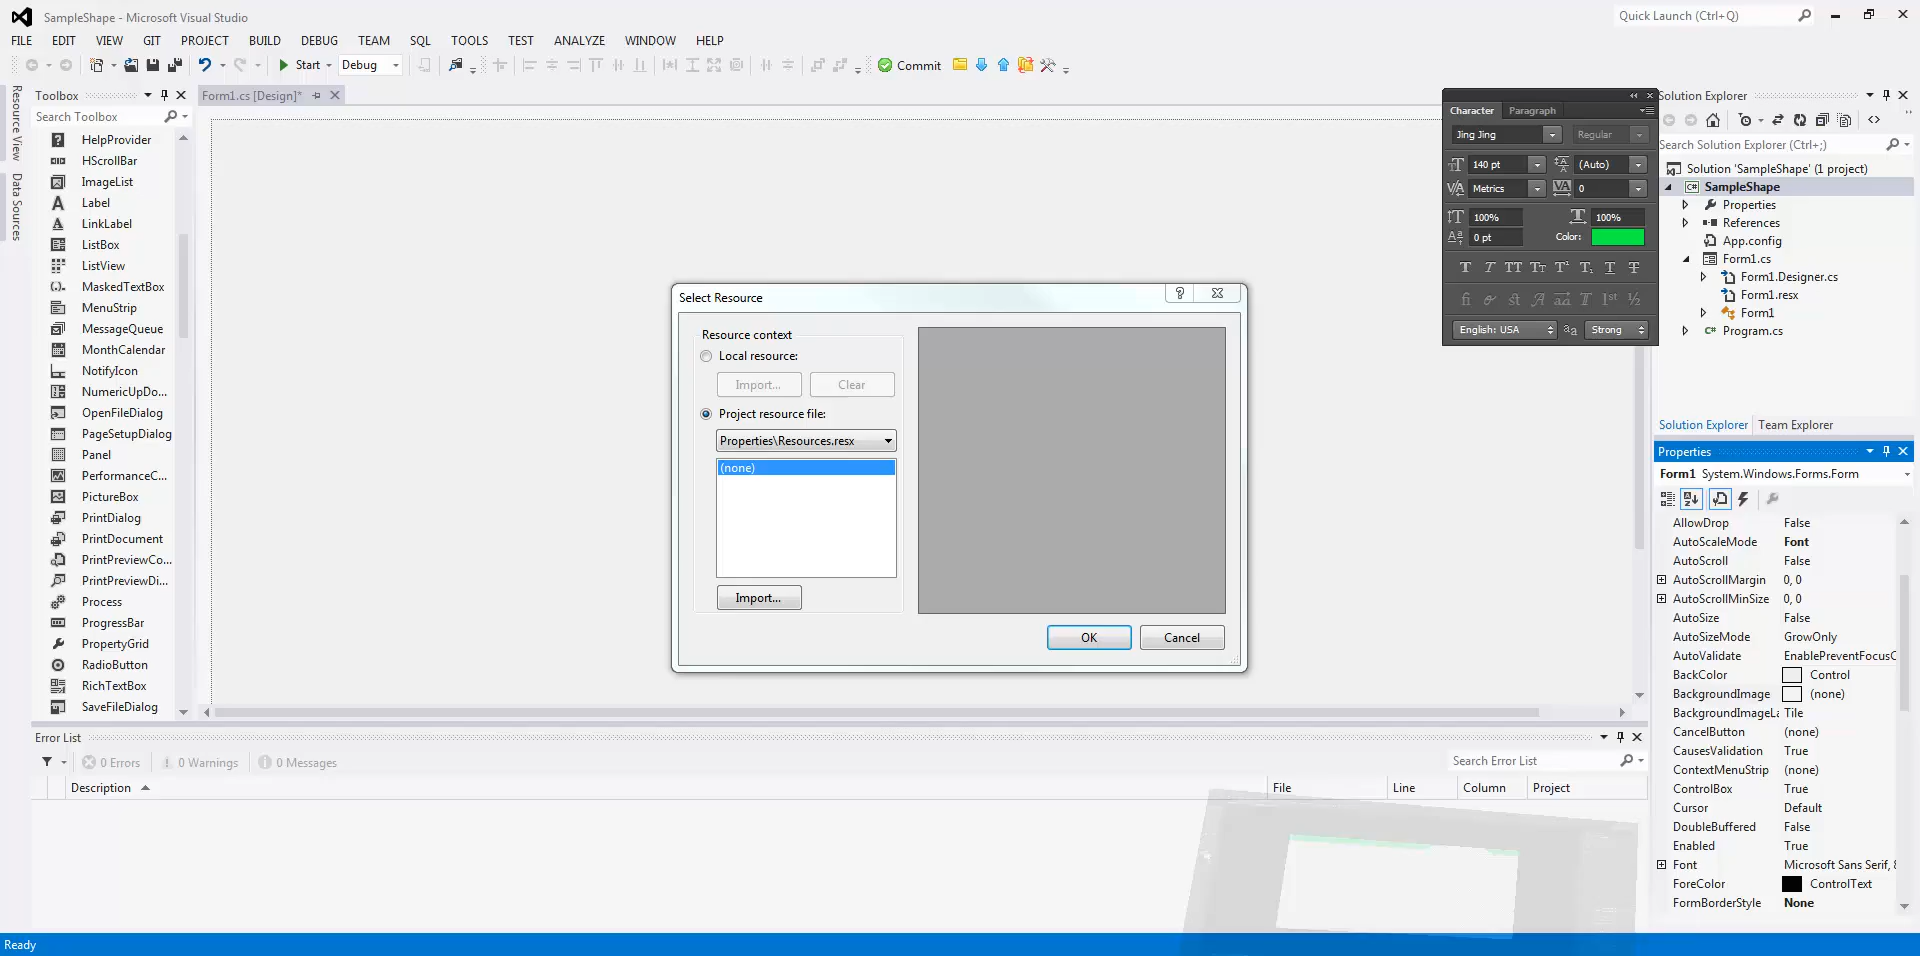 SampleShape - Microsoft Visual Studio
Quick Launch (Ctrl+Q)
FILE EDIT VIEW GIT PROJECT BUILD DEBUG TEAM SQL TOOLS TEST ANALYZE WINDOW HELP
Start Debug Commit
Resource View
Data Sources
Toolbox
Search Toolbox
HelpProvider
HScrollBar
ImageList
Label
LinkLabel
ListBox
ListView
MaskedTextBox
MenuStrip
MessageQueue
MonthCalendar
NotifyIcon
NumericUpDo...
OpenFileDialog
PageSetupDialog
Panel
PerformanceC...
PictureBox
PrintDialog
PrintDocument
PrintPreviewCo...
PrintPreviewDi...
Process
ProgressBar
PropertyGrid
RadioButton
RichTextBox
SaveFileDialog
Form1.cs [Design]*
Select Resource
Resource context
Local resource:
Import... Clear
Project resource file:
Properties\Resources.resx
(none)
Import...
OK Cancel
Character Paragraph
Jing Jing Regular
140 pt (Auto)
Metrics 0
100% 100%
0 pt Color:
English: USA aa Strong
Solution Explorer
Search Solution Explorer (Ctrl+;)
Solution 'SampleShape' (1 project)
C# SampleShape
Properties
References
App.config
Form1.cs
Form1.Designer.cs
Form1.resx
Form1
C# Program.cs
Solution Explorer Team Explorer
Properties
Form1 System.Windows.Forms.Form
AllowDrop False
AutoScaleMode Font
AutoScroll False
AutoScrollMargin 0, 0
AutoScrollMinSize 0, 0
AutoSize False
AutoSizeMode GrowOnly
AutoValidate EnablePreventFocusC
BackColor Control
BackgroundImage (none)
BackgroundImageLa Tile
CancelButton (none)
CausesValidation True
ContextMenuStrip (none)
ControlBox True
Cursor Default
DoubleBuffered False
Enabled True
Font Microsoft Sans Serif, 8
ForeColor ControlText
FormBorderStyle None
Error List
0 Errors 0 Warnings 0 Messages
Search Error List
Description File Line Column Project
Ready